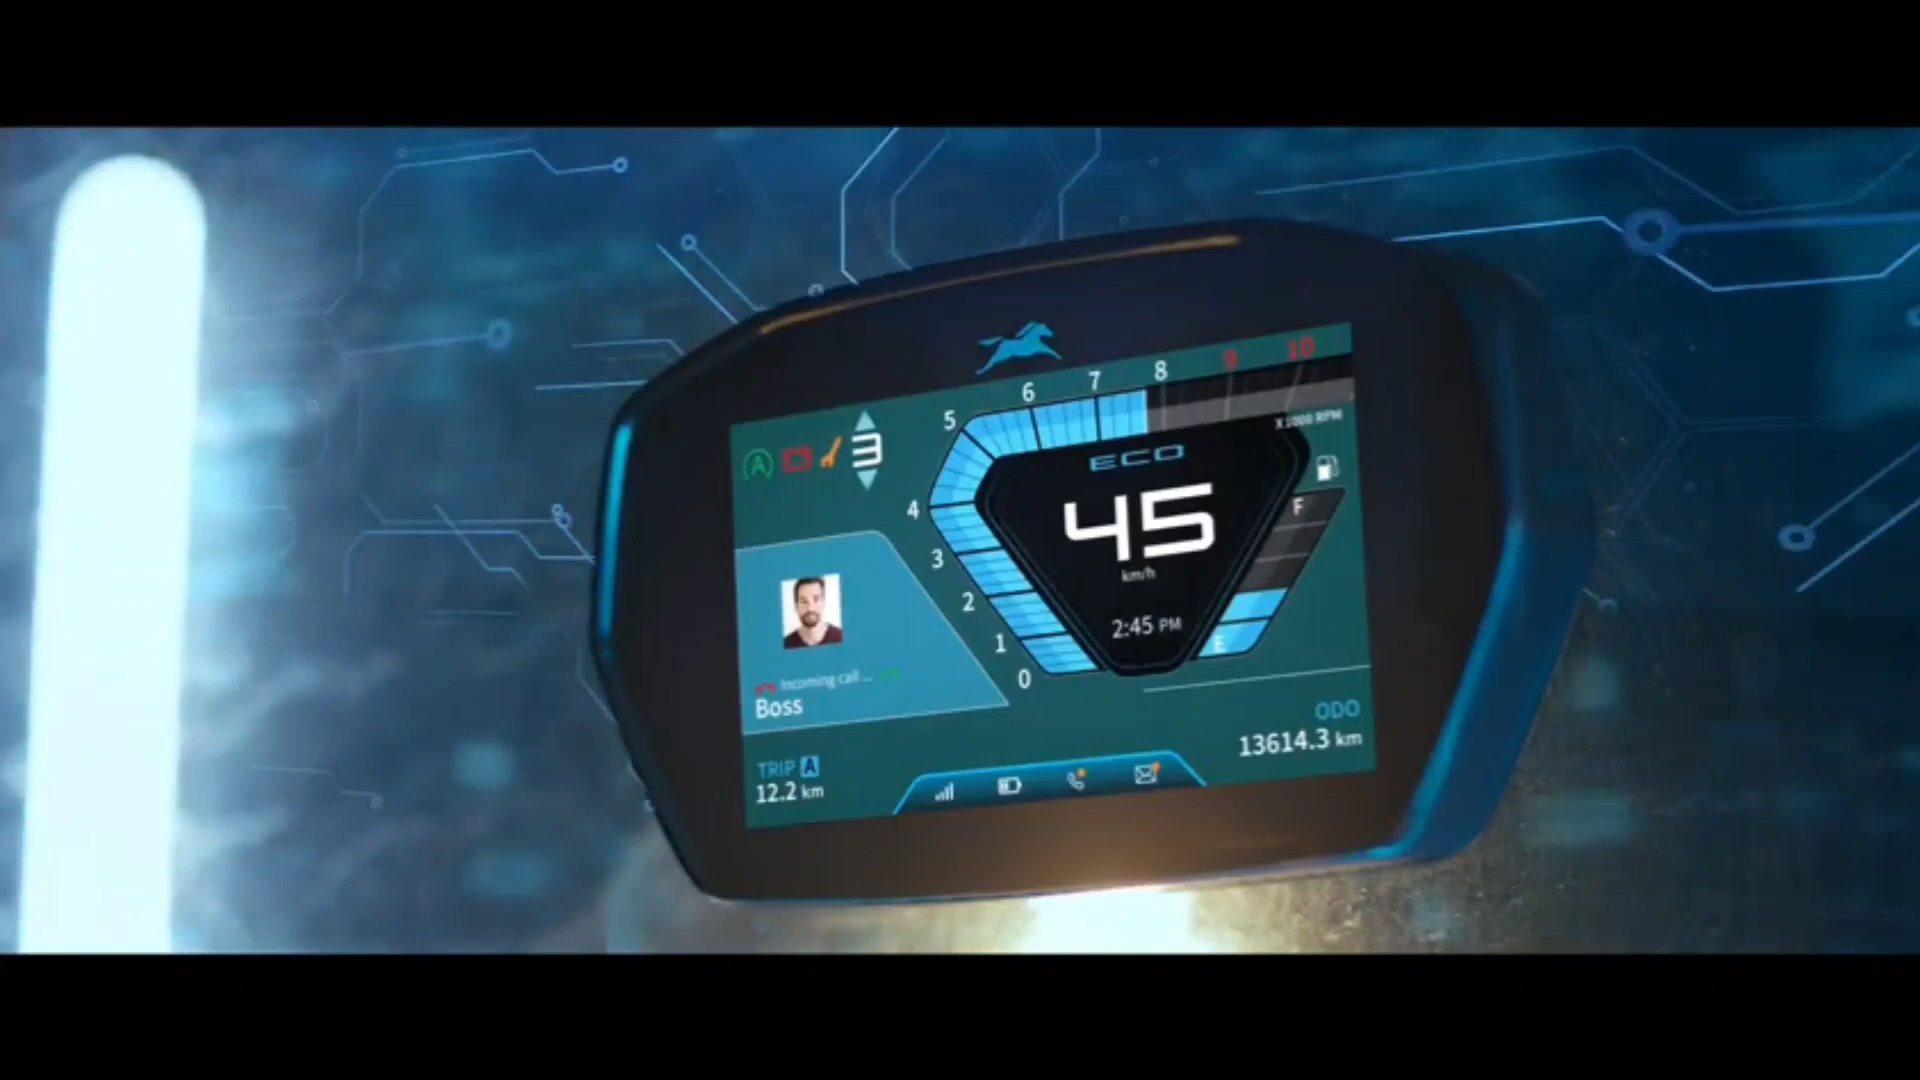 5 6 7 8 9 10
X 1000 RPM
A 3
ECO
4
45
F
km/h
3
2
2:45 PM
1
E
0
Incoming call ...
Boss
ODO
13614.3 km
TRIP A
12.2 km